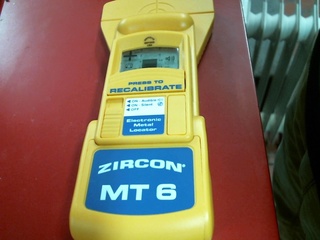 PRESS TO
RECALIBRATE
Electronic
Metal
Locator
ZIRCON®
MT 6